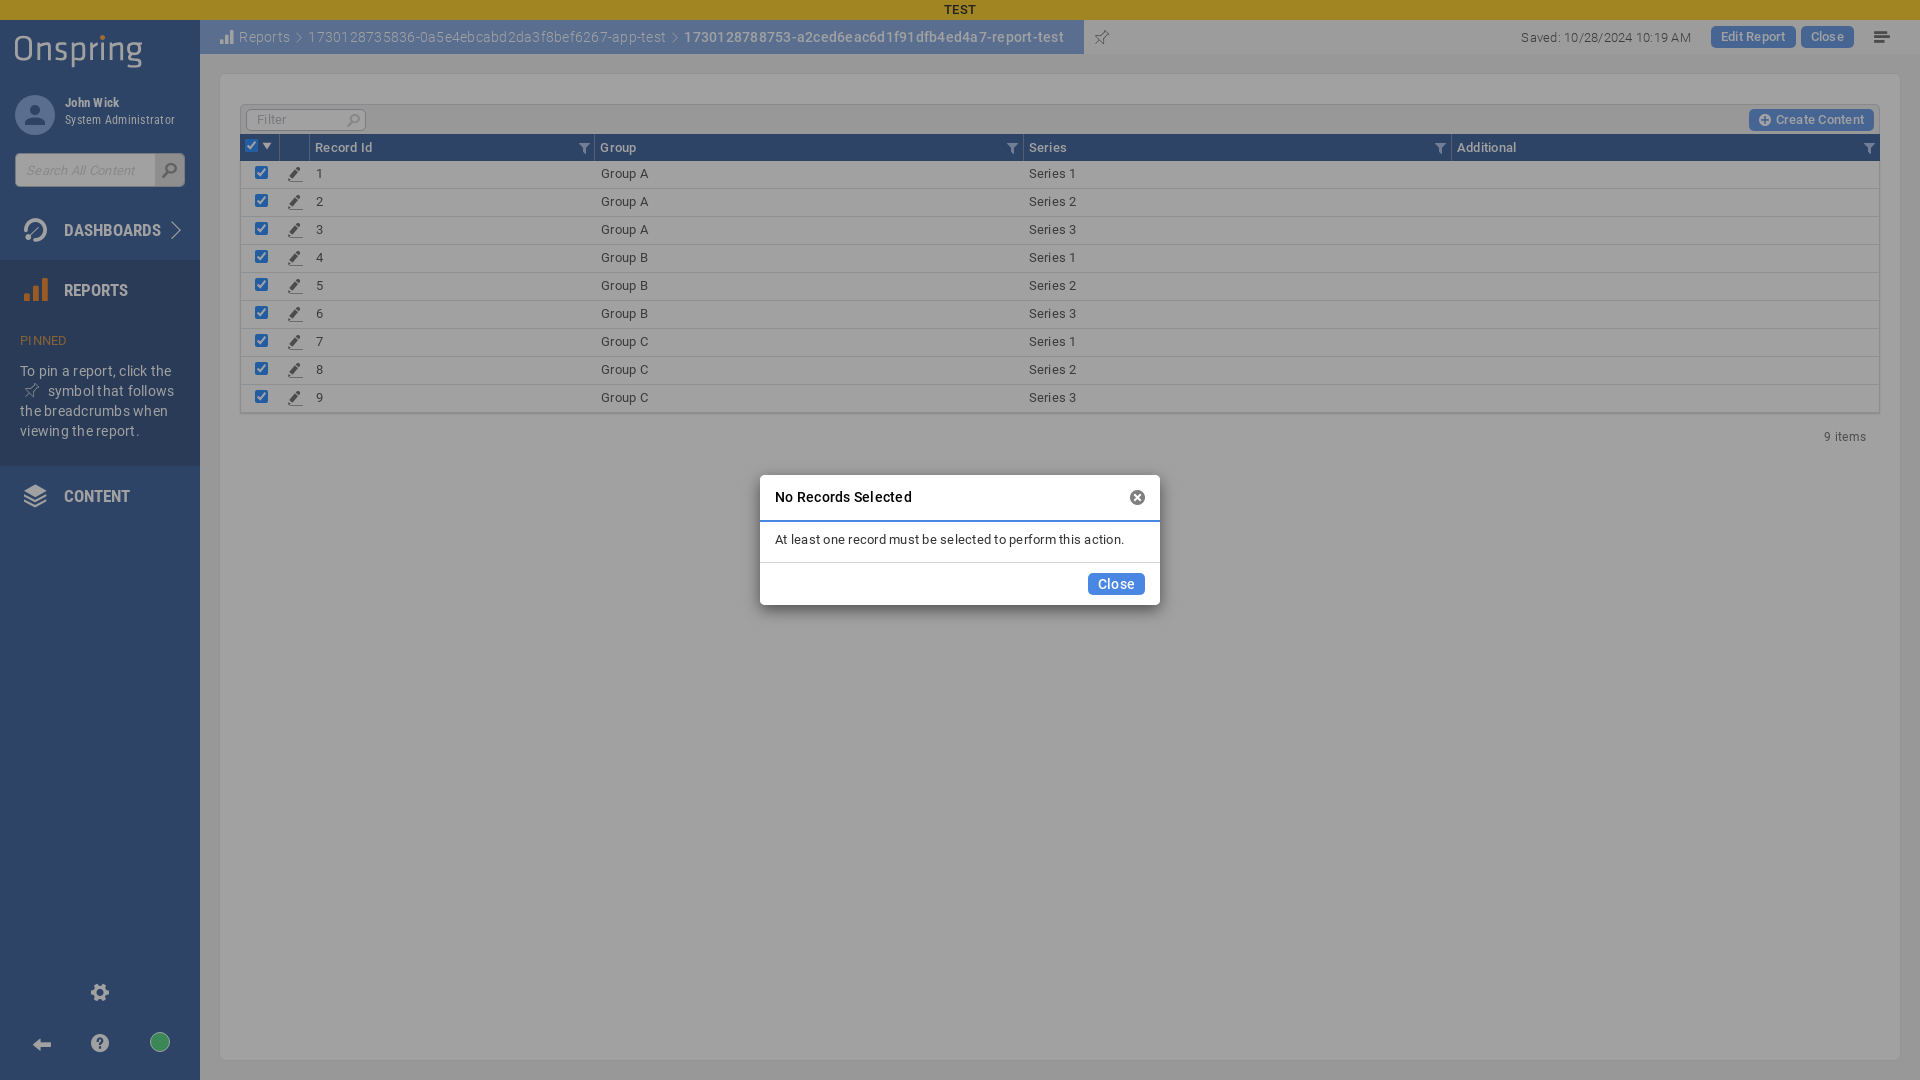 TEST
Onspring
Reports
1730128735836-0a5e4ebcabd2da3f8bef6267-app-test
1730128788753-a2ced6eac6d1f91dfb4ed4a7-report-test
Saved: 10/28/2024 10:19 AM
Edit Report
Close
John Wick
System Administrator
Search All Content
DASHBOARDS
REPORTS
PINNED
To pin a report, click the
symbol that follows
the breadcrumbs when
viewing the report.
CONTENT
Filter
Create Content
Record Id Group Series Additional
1 Group A Series 1
2 Group A Series 2
3 Group A Series 3
4 Group B Series 1
5 Group B Series 2
6 Group B Series 3
7 Group C Series 1
8 Group C Series 2
9 Group C Series 3
9 items
No Records Selected
At least one record must be selected to perform this action.
Close